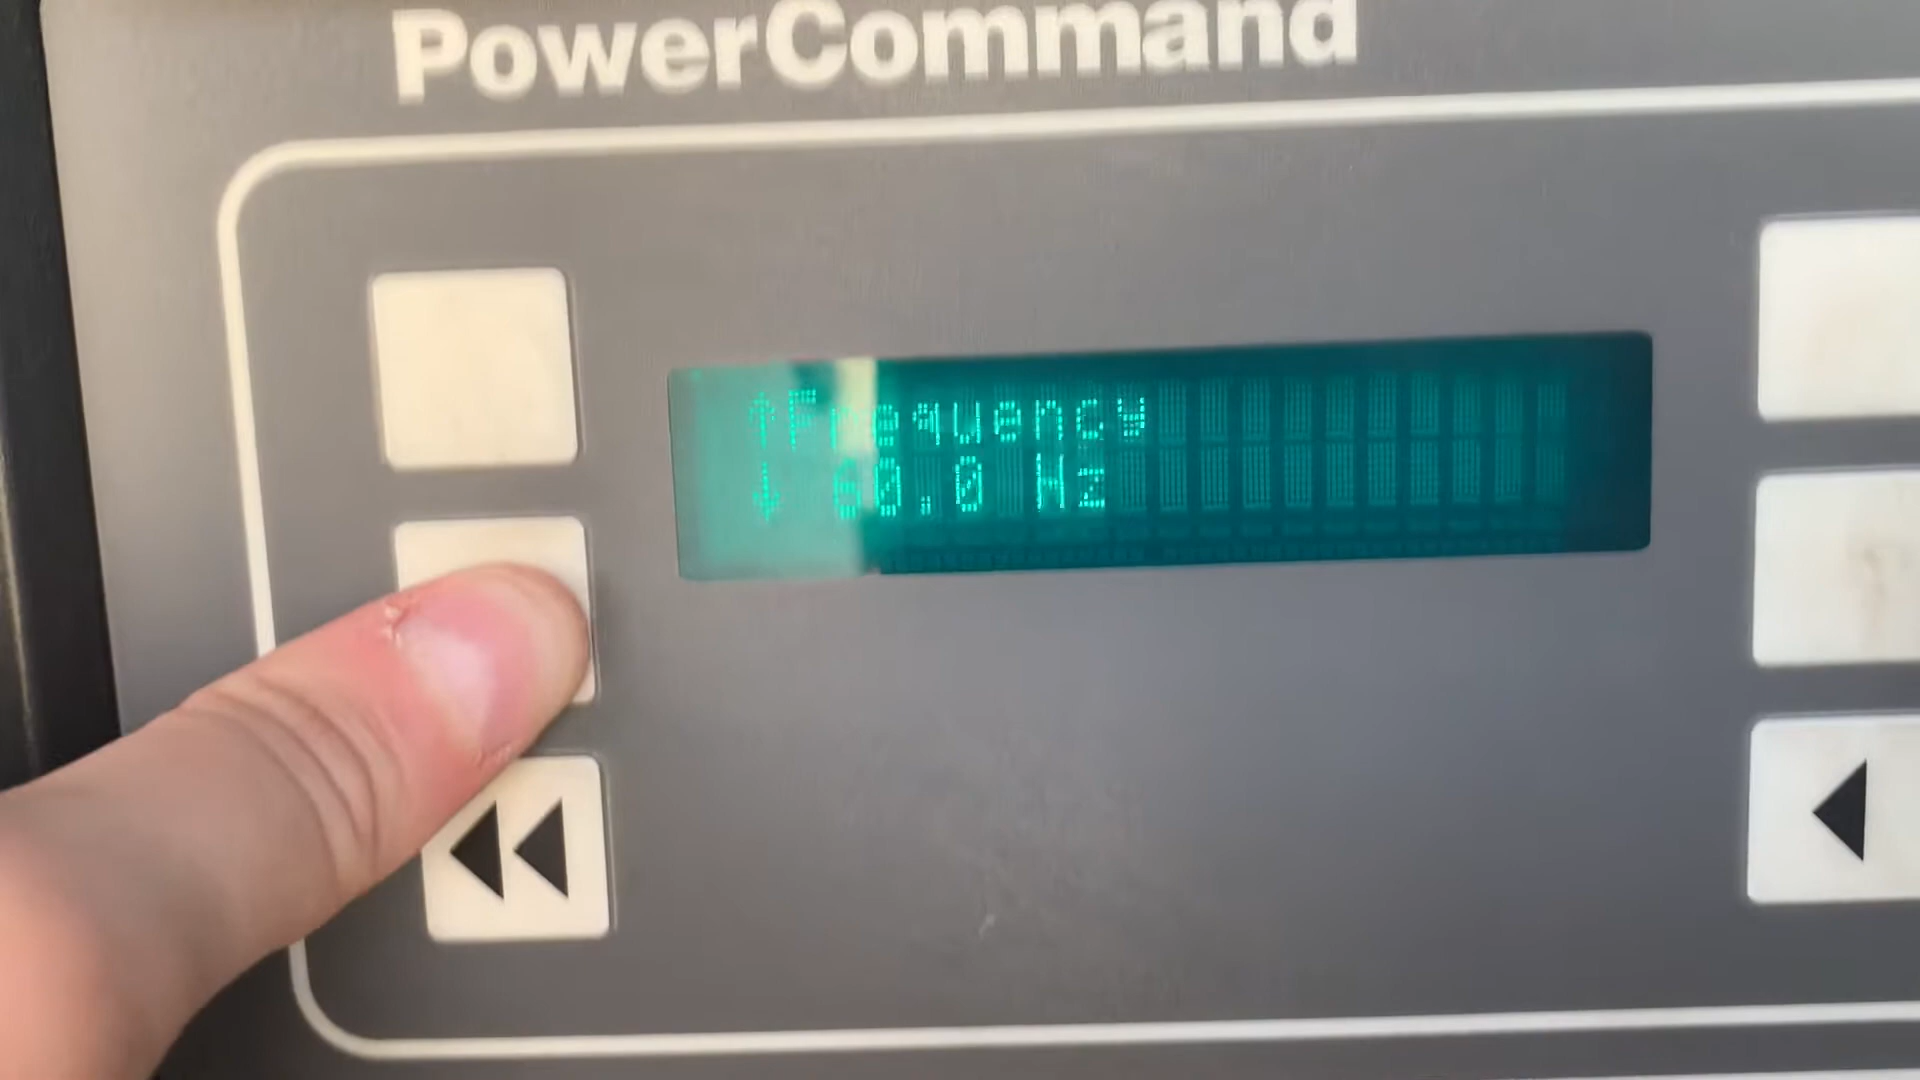 PowerCommand
↑Frequency
↓ 60.0 Hz